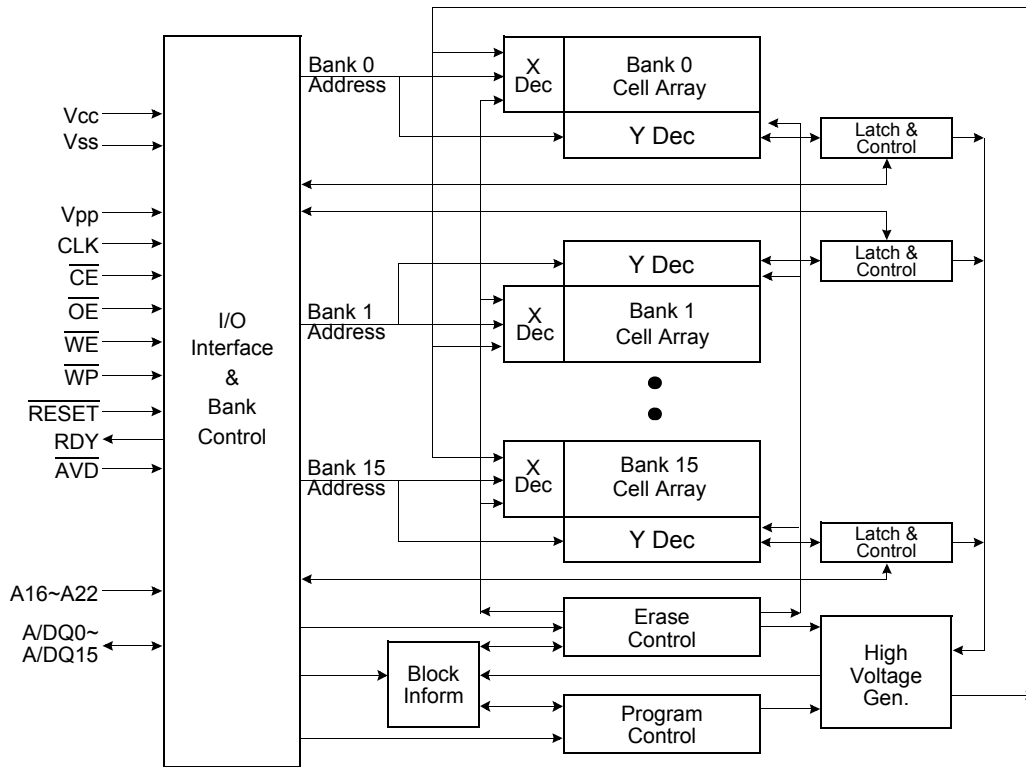 Vcc
Vss
Vpp
CLK
CE
OE
WE
WP
RESET
RDY
AVD
A16~A22
A/DQ0~
A/DQ15
I/O
Interface
&
Bank
Control
Bank 0
Address
X
Dec
Bank 0
Cell Array
Y Dec
Latch &
Control
Y Dec
Latch &
Control
Bank 1
Address
X
Dec
Bank 1
Cell Array
Bank 15
Address
X
Dec
Bank 15
Cell Array
Y Dec
Latch &
Control
Erase
Control
Block
Inform
Program
Control
High
Voltage
Gen.